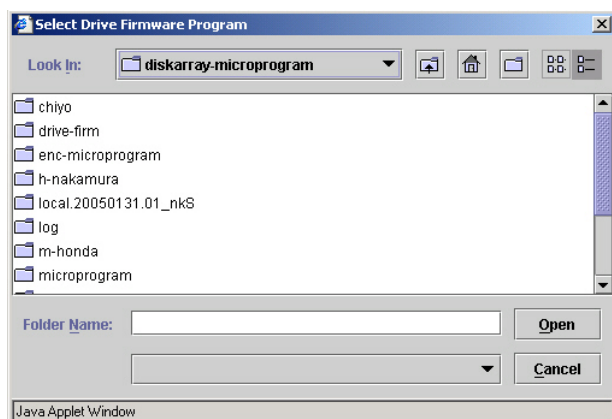 Select Drive Firmware Program
Look In: diskarray-microprogram
chiyo
drive-firm
enc-microprogram
h-nakamura
local.20050131.01_nkS
log
m-honda
microprogram
Folder Name: Open
Cancel
Java Applet Window